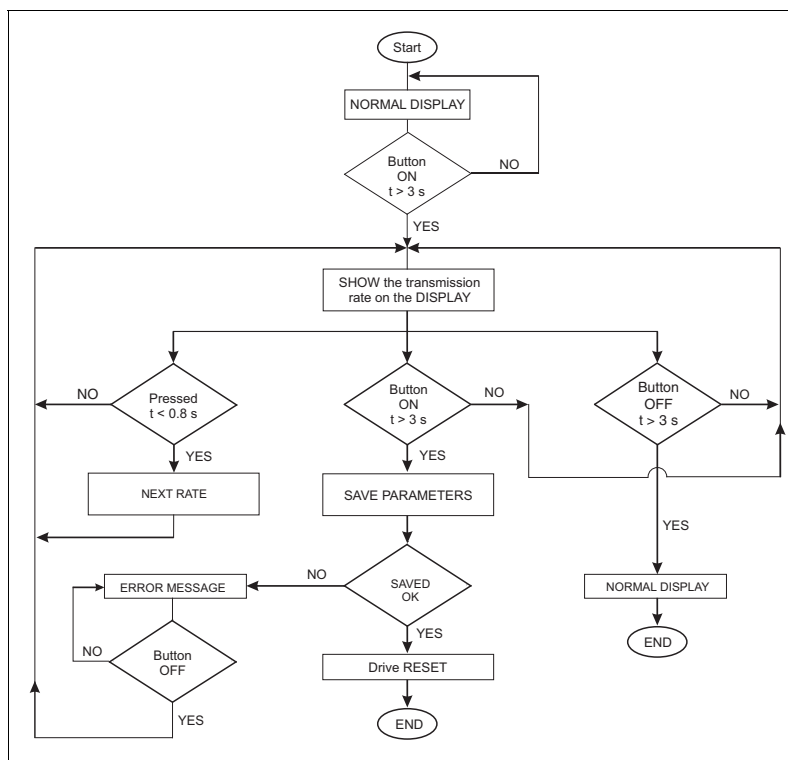 Start
NORMAL DISPLAY
Button
ON
t > 3 s
NO
YES
SHOW the transmission
rate on the DISPLAY
NO
Pressed
t < 0.8 s
YES
NEXT RATE
Button
ON
t > 3 s
NO
YES
SAVE PARAMETERS
Button
OFF
t > 3 s
NO
YES
NORMAL DISPLAY
END
SAVED
OK
NO
YES
ERROR MESSAGE
Button
OFF
NO
YES
Drive RESET
END